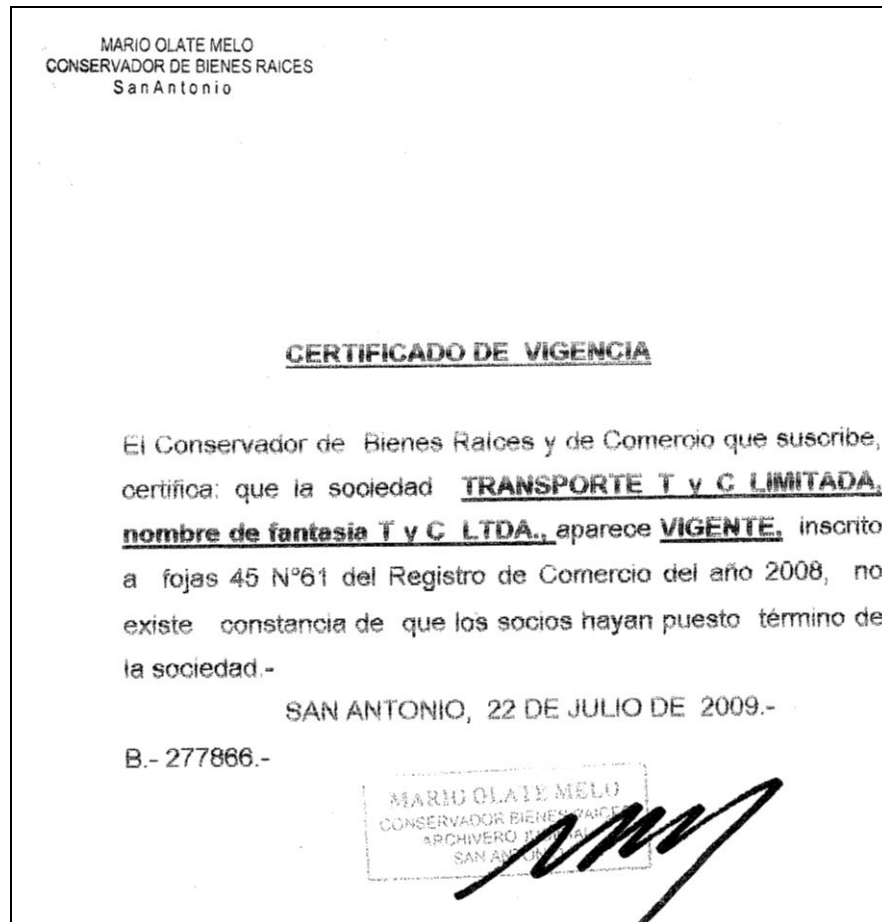 MARIO OLATE MELO
CONSERVADOR DE BIENES RAICES
SanAntonio
CERTIFICADO DE VIGENCIA
El Conservador de Bienes Raíces y de Comercio que suscribe,
certifica: que la sociedad TRANSPORTE T y C LIMITADA,
nombre de fantasia T y C LTDA., aparece VIGENTE, inscrito
a fojas 45 N°61 del Registro de Comercio del año 2008, no
existe constancia de que los socios hayan puesto término de
la sociedad.-
SAN ANTONIO, 22 DE JULIO DE 2009.-
B.- 277866.-
MARIO OLATE MELO
CONSERVADOR BIENES RAICES
ARCHIVERO
SAN